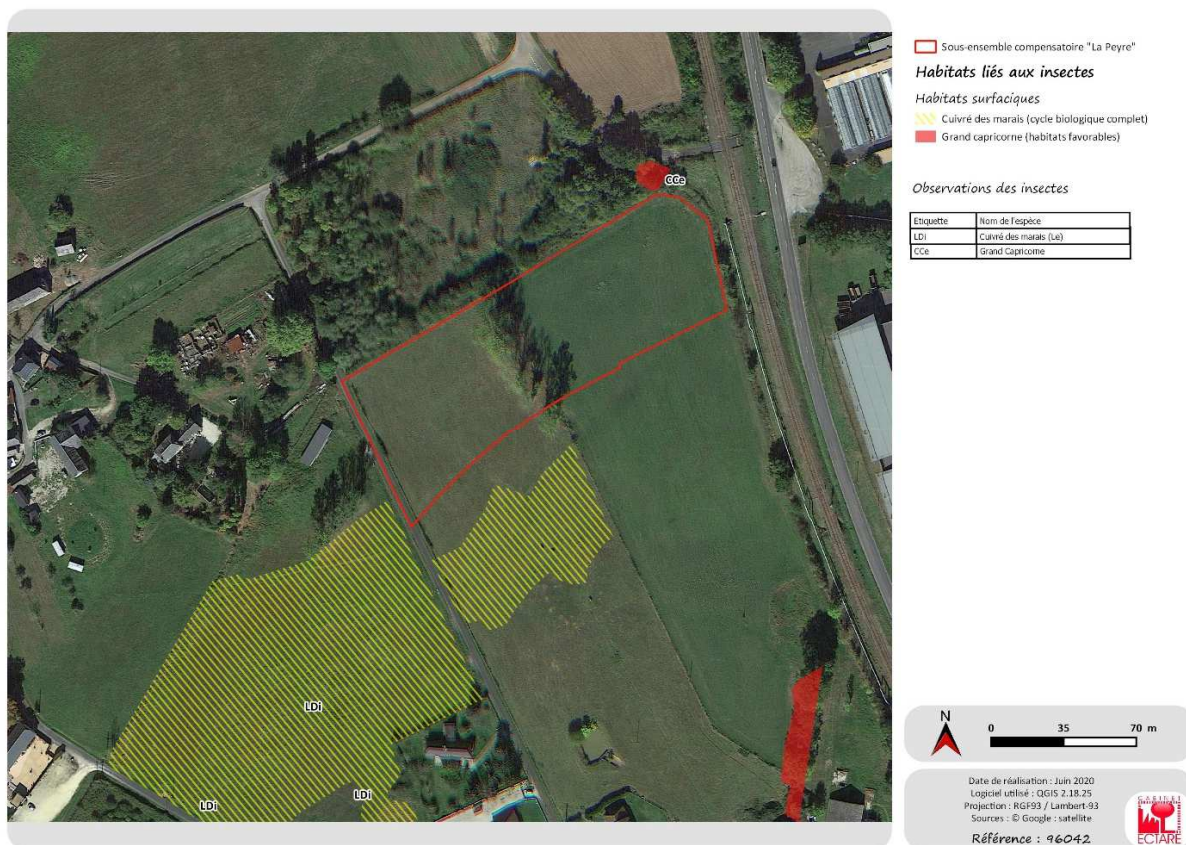 Sous-ensemble compensatoire "La Peyre"
Habitats liés aux insectes
Habitats surfaciques
Cuivré des marais (cycle biologique complet)
Grand capricorne (habitats favorables)
Observations des insectes
Etiquette Nom de l'espèce
LDi Cuivré des marais (Le)
CCe Grand Capricorne
CCe
LDi
LDi
LDi
N
0 35 70 m
Date de réalisation : Juin 2020
Logiciel utilisé : QGIS 2.18.25
Projection : RGF93 / Lambert-93
Sources : © Google : satellite
Référence : 96042
CABINET
ECTARE